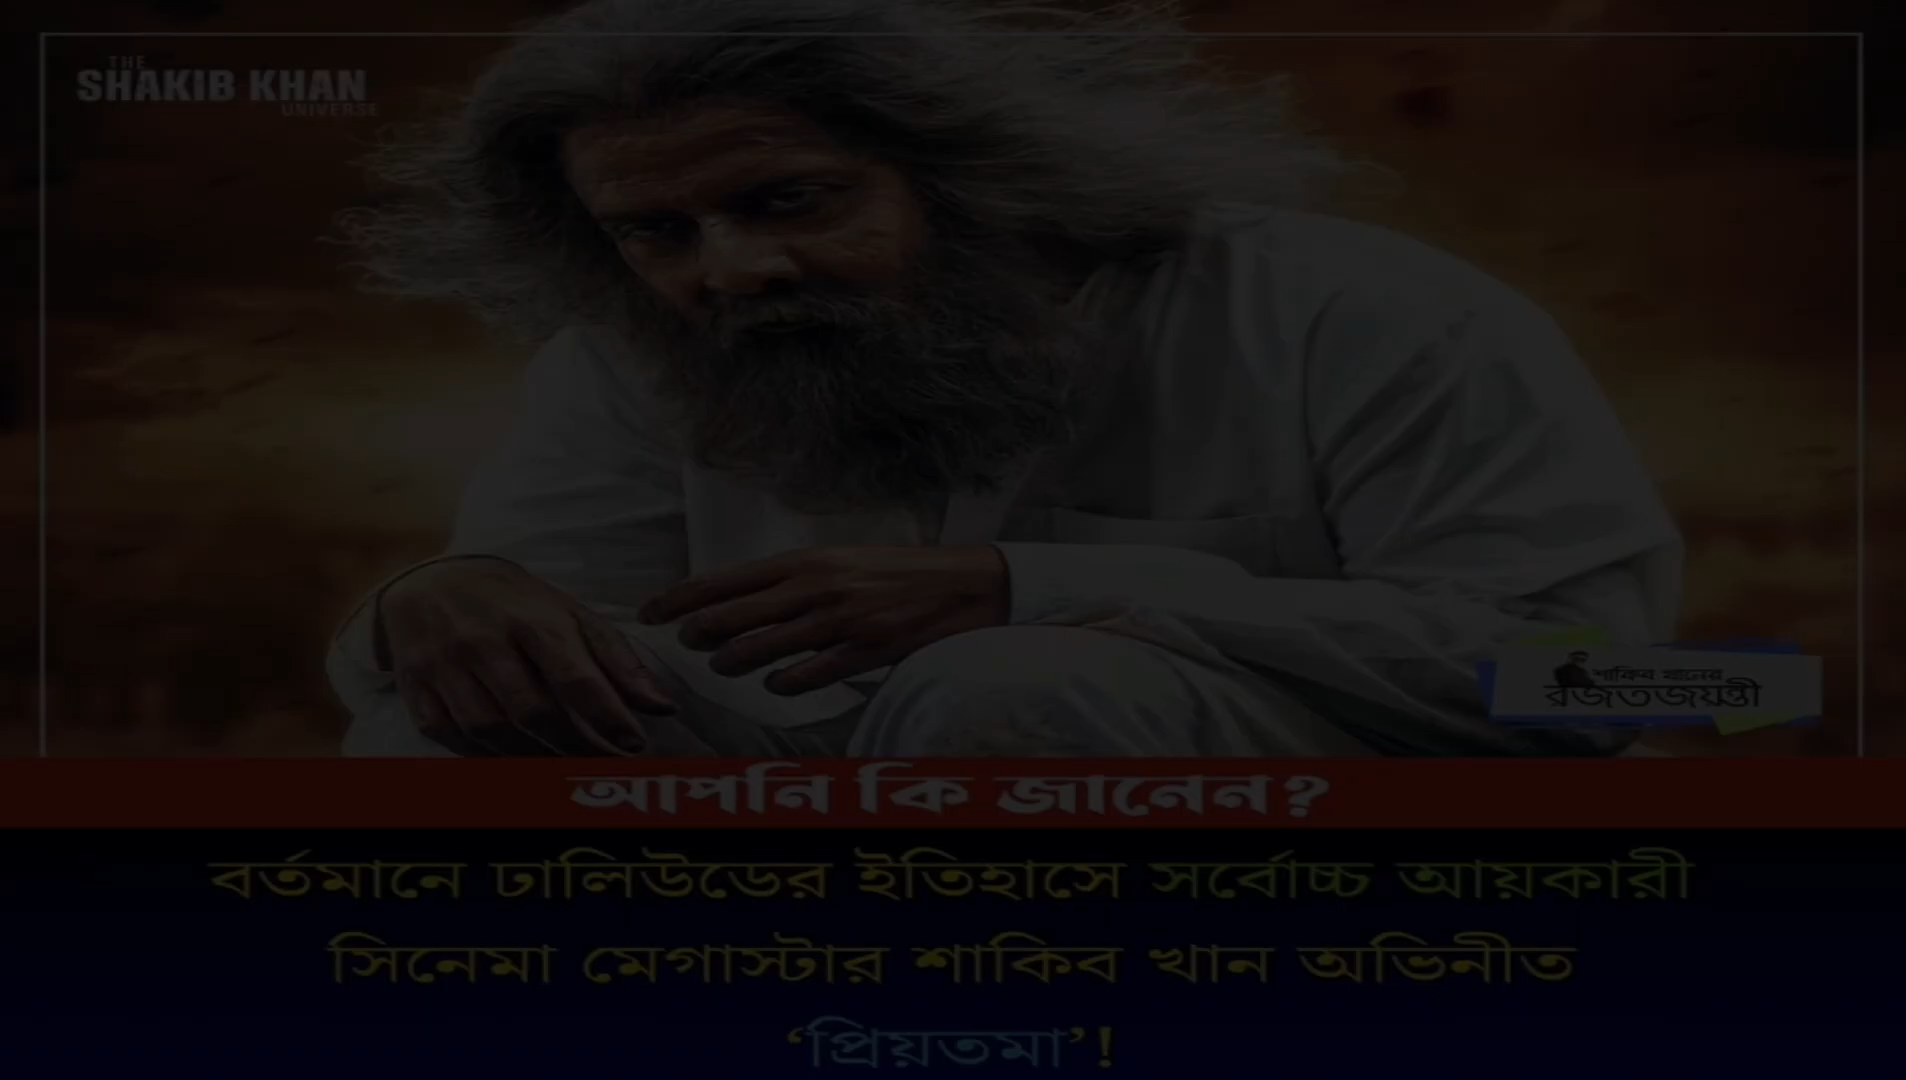 THE
SHAKIB KHAN
UNIVERSE
শাকিব খানের
রজতজয়ন্তী
আপনি কি জানেন?
বর্তমানে ঢালিউডের ইতিহাসে সর্বোচ্চ আয়কারী
সিনেমা মেগাস্টার শাকিব খান অভিনীত
‘প্রিয়তমা’!